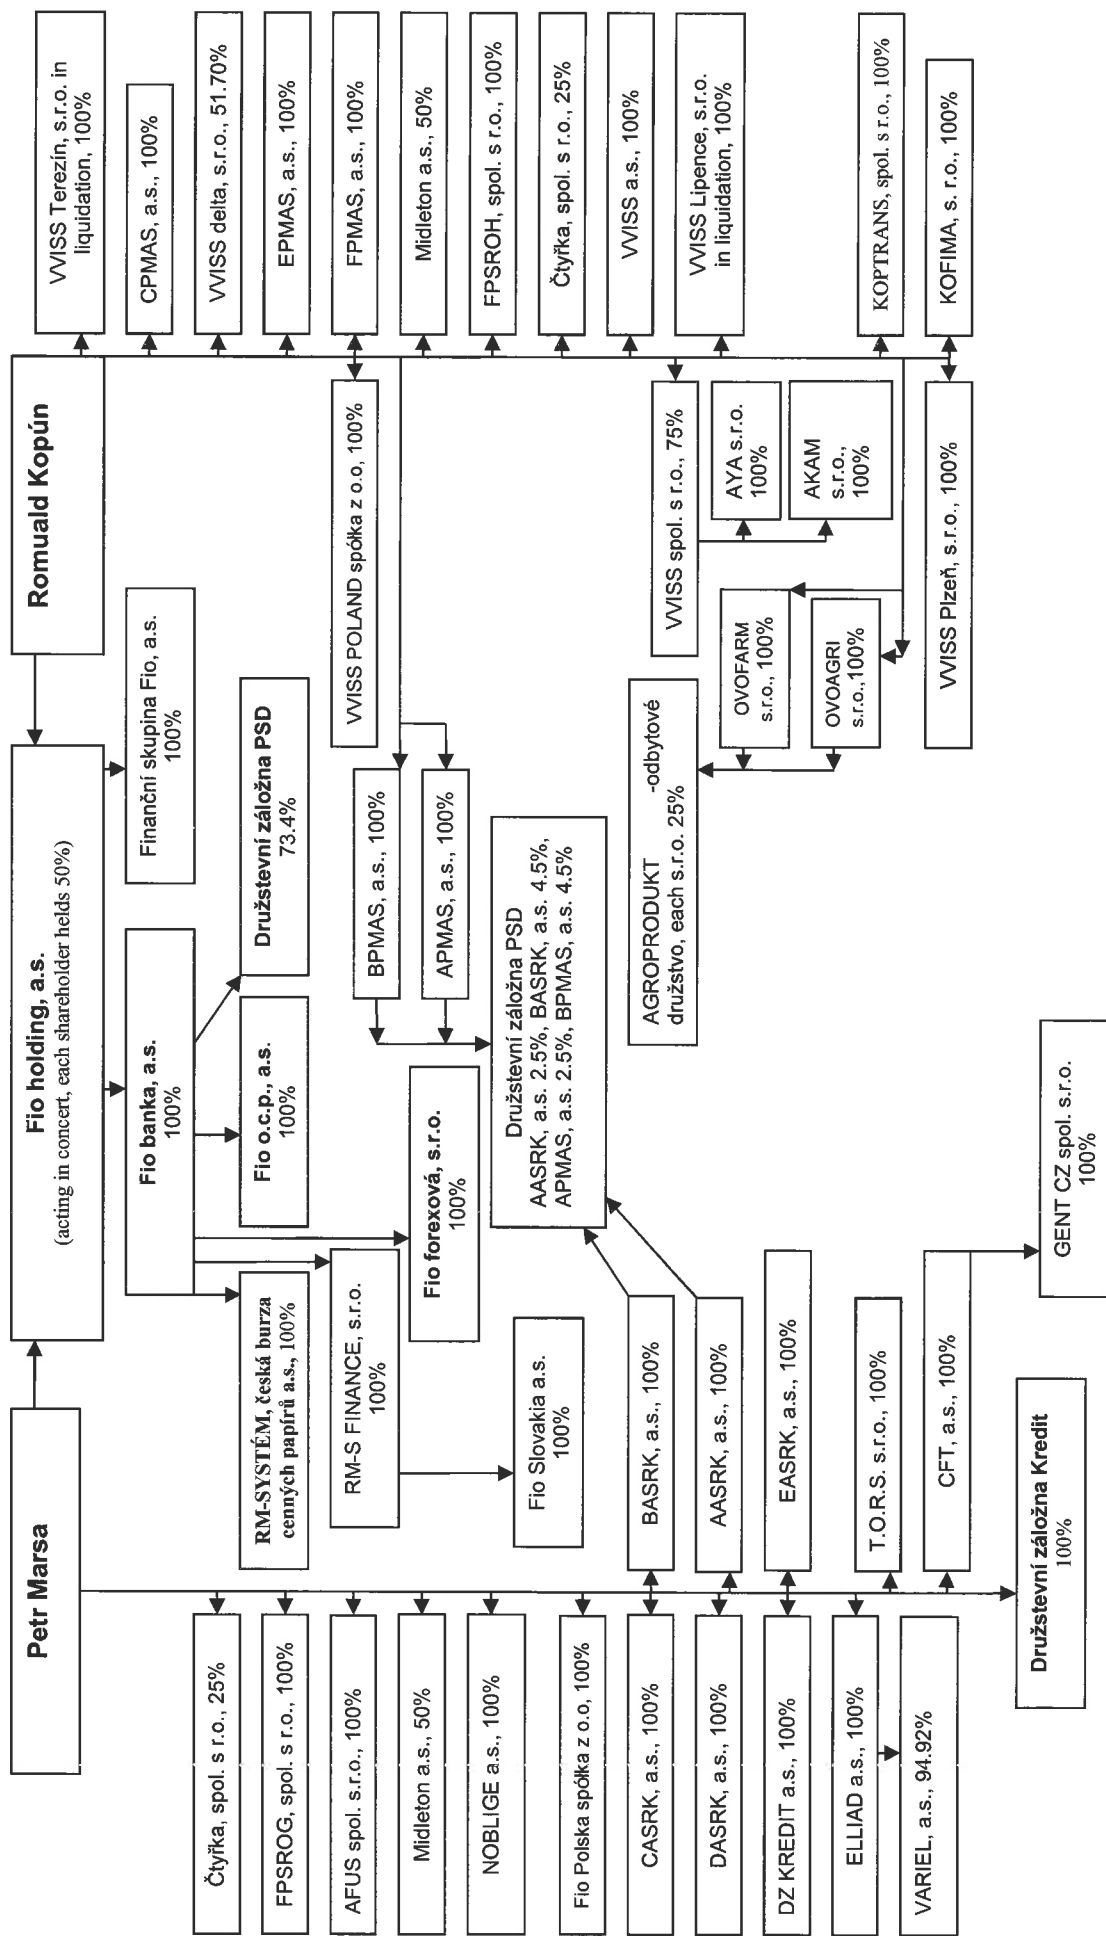 Petr Marsa
Fio holding, a.s.
(acting in concert, each shareholder helds 50%)
Romuald Kopún
Čtyřka, spol. s r.o., 25%
FPSROG, spol. s r.o., 100%
AFUS spol. s.r.o., 100%
Midleton a.s., 50%
NOBLIGE a.s., 100%
Fio Polska spółka z o.o, 100%
CASRK, a.s., 100%
DASRK, a.s., 100%
DZ KREDIT a.s., 100%
ELLIAD a.s., 100%
VARIEL, a.s., 94.92%
Fio banka, a.s.
100%
Finanční skupina Fio, a.s.
100%
RM-SYSTÉM, česká burza
cenných papírů a.s., 100%
Fio o.c.p., a.s.
100%
Družstevní záložna PSD
73.4%
RM-S FINANCE, s.r.o.
100%
Fio forexová, s.r.o.
100%
Fio Slovakia a.s.
100%
BASRK, a.s., 100%
AASRK, a.s., 100%
EASRK, a.s., 100%
T.O.R.S. s.r.o., 100%
CFT, a.s., 100%
Družstevní záložna Kredit
100%
GENT CZ spol. s.r.o.
100%
VVISS POLAND spółka z o.o, 100%
BPMAS, a.s., 100%
APMAS, a.s., 100%
Družstevní záložna PSD
AASRK, a.s. 2.5%, BASRK, a.s. 4.5%,
APMAS, a.s. 2.5%, BPMAS, a.s. 4.5%
AGROPRODUKT -odbytové
družstvo, each s.r.o. 25%
VVISS spol. s r.o., 75%
AYA s.r.o.
100%
AKAM
s.r.o.,
100%
OVOFARM
s.r.o., 100%
OVOAGRI
s.r.o.,100%
VVISS Plzeň, s.r.o., 100%
VVISS Terezín, s.r.o. in
liquidation, 100%
CPMAS, a.s., 100%
VVISS delta, s.r.o., 51.70%
EPMAS, a.s., 100%
FPMAS, a.s., 100%
Midleton a.s., 50%
FPSROH, spol. s r.o., 100%
Čtyřka, spol. s r.o., 25%
VVISS a.s., 100%
VVISS Lipence, s.r.o.
in liquidation, 100%
KOPTRANS, spol. s r.o., 100%
KOFIMA, s. r.o., 100%